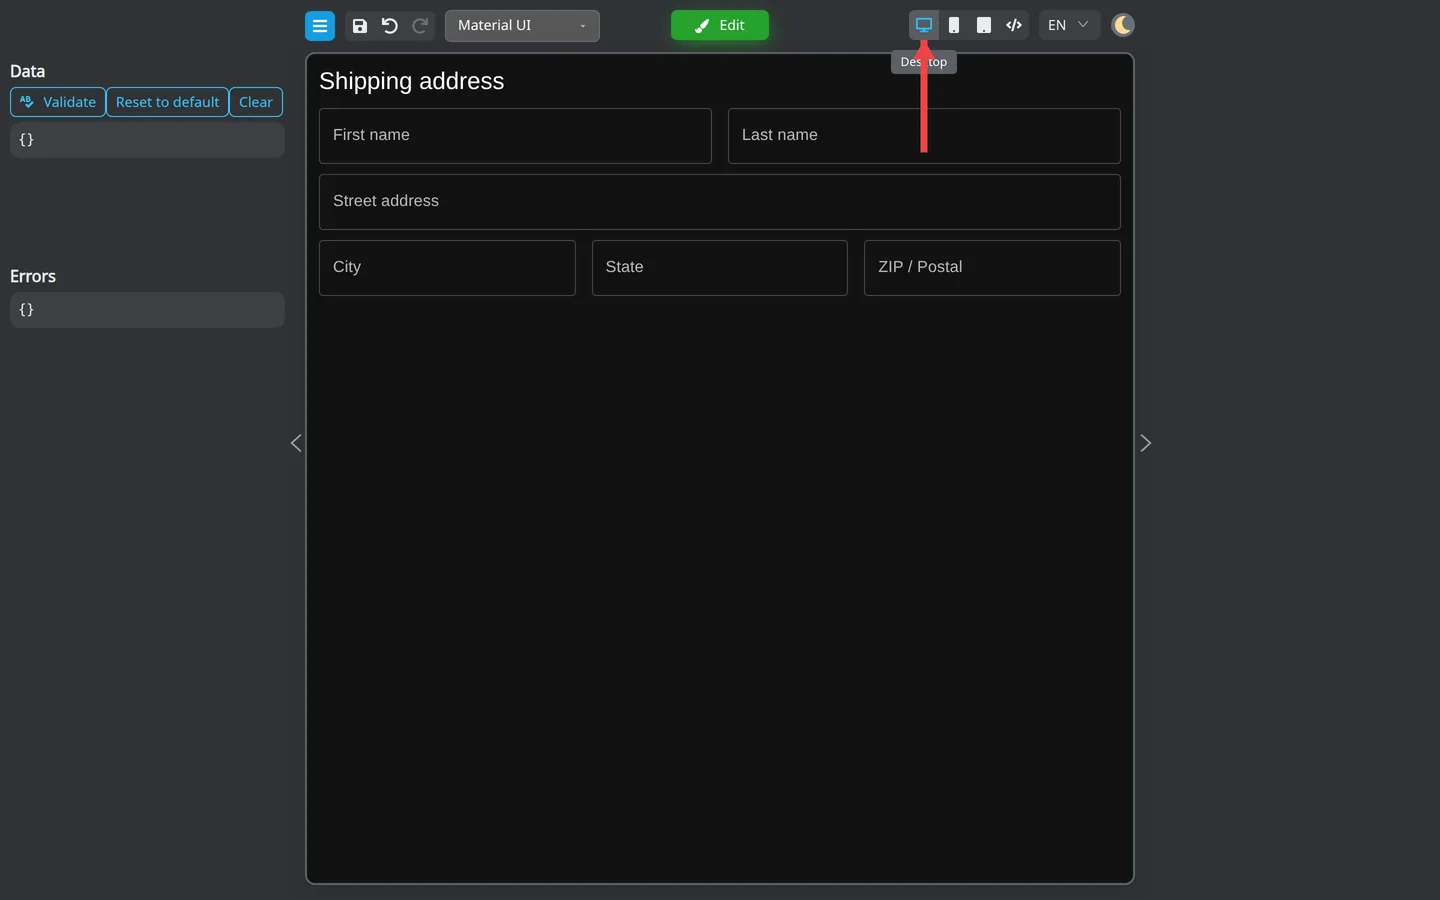 Material UI
Edit
EN
Desktop
Data
Validate
Reset to default
Clear
{}
Errors
{}
Shipping address
First name
Last name
Street address
City
State
ZIP / Postal